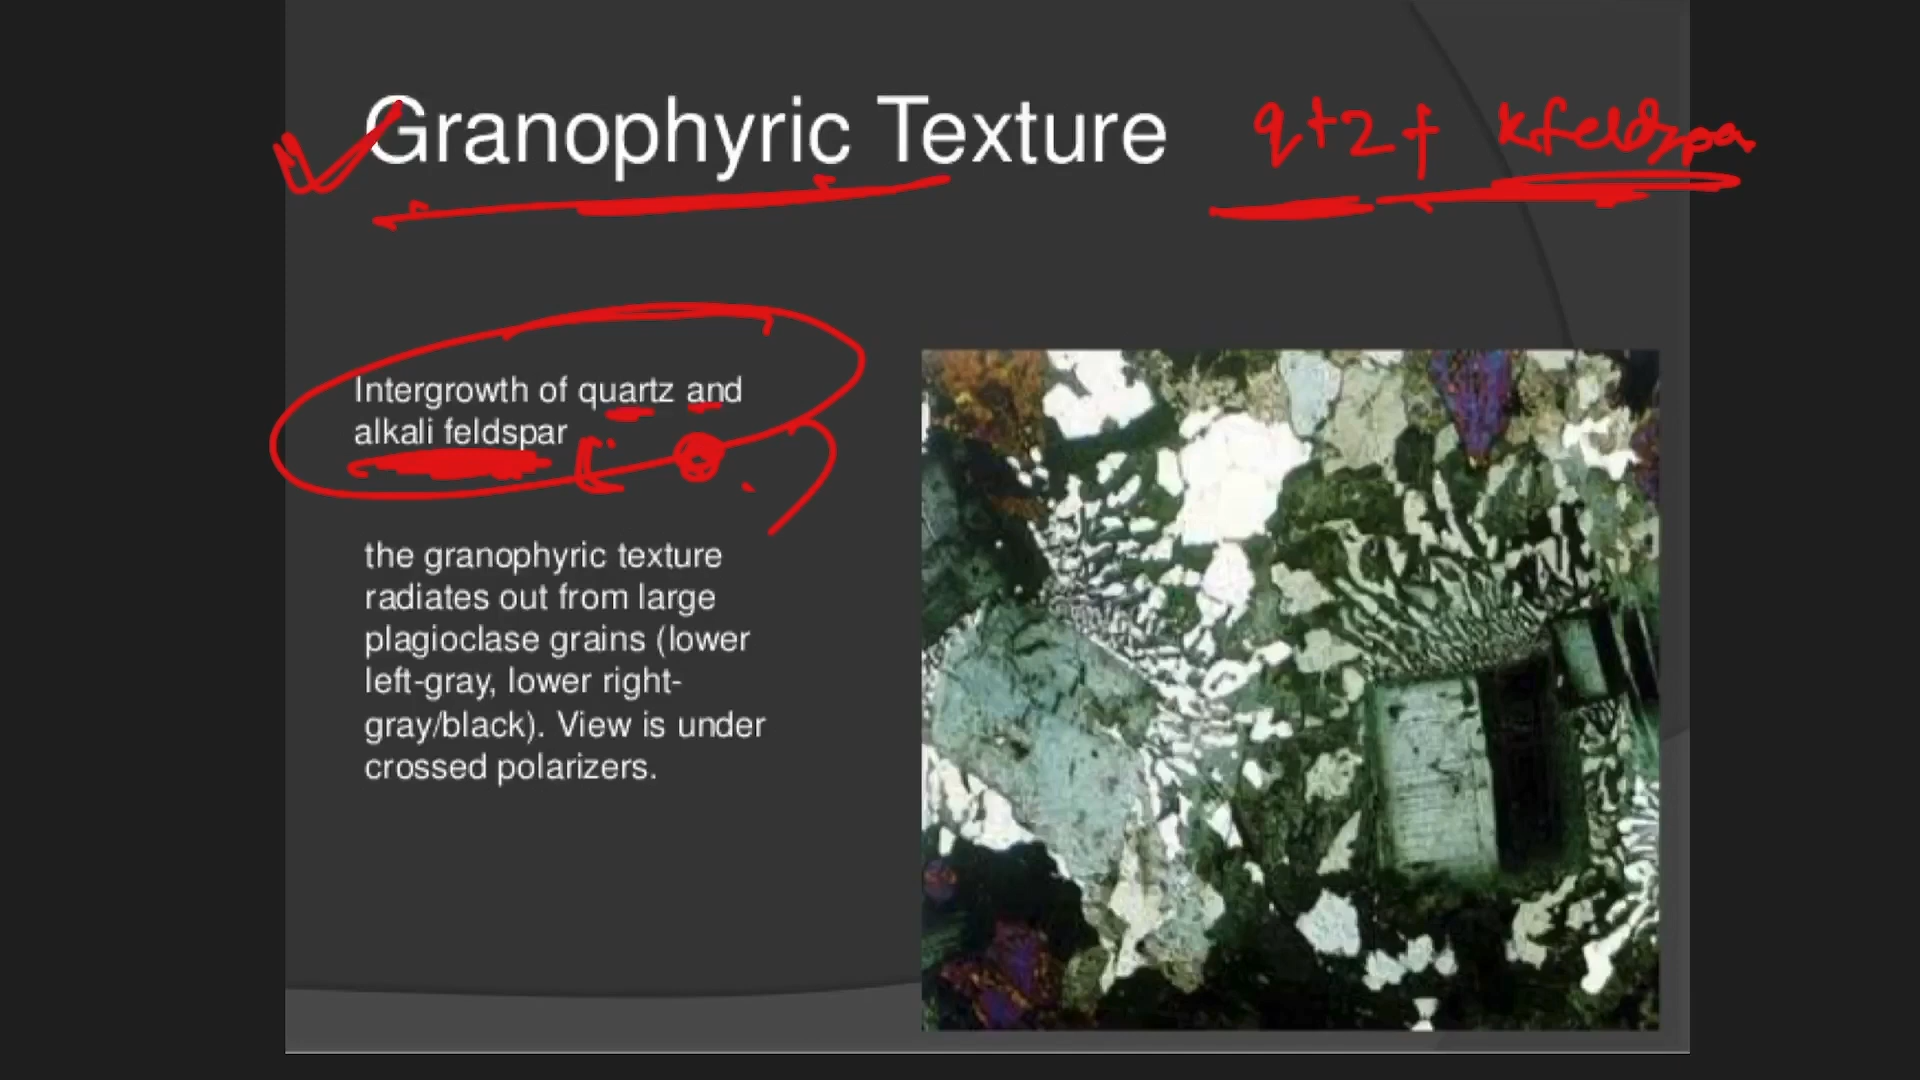 Granophyric Texture
qtz + kfeldspa
Intergrowth of quartz and
alkali feldspar
the granophyric texture
radiates out from large
plagioclase grains (lower
left-gray, lower right-
gray/black). View is under
crossed polarizers.